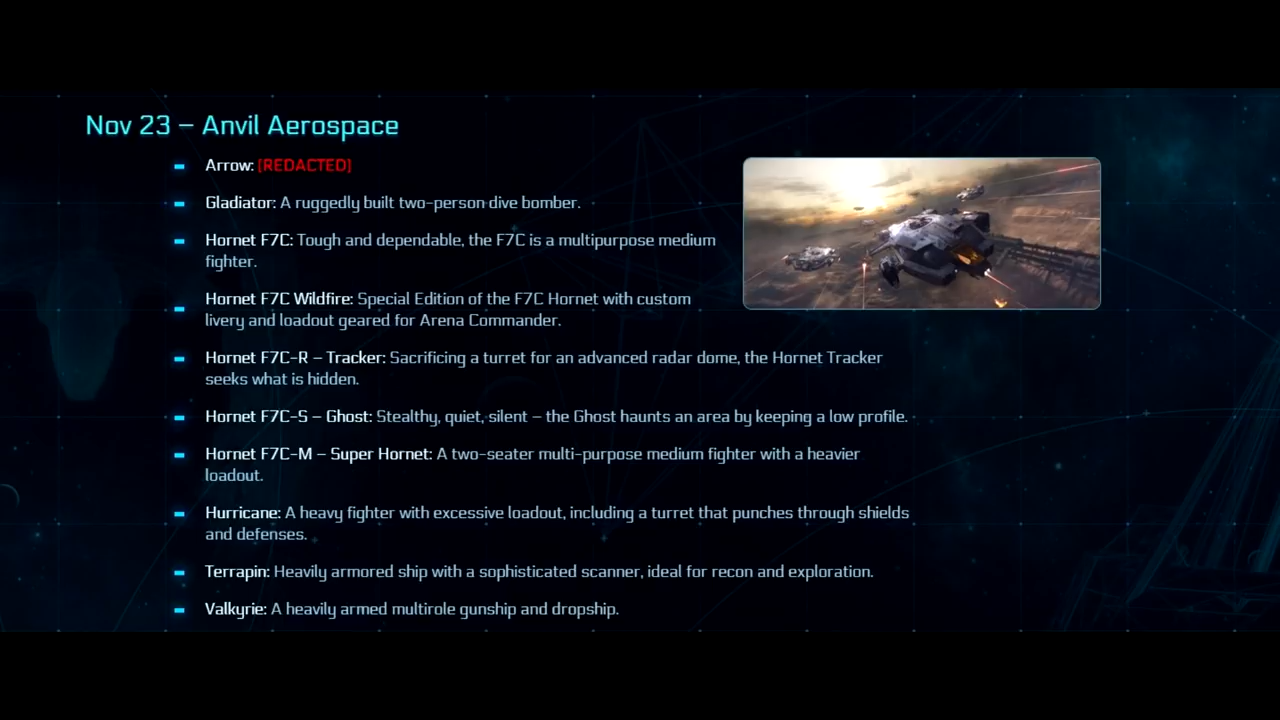 Nov 23 – Anvil Aerospace
Arrow: [REDACTED]
Gladiator: A ruggedly built two-person dive bomber.
Hornet F7C: Tough and dependable, the F7C is a multipurpose medium
fighter.
Hornet F7C Wildfire: Special Edition of the F7C Hornet with custom
livery and loadout geared for Arena Commander.
Hornet F7C-R – Tracker: Sacrificing a turret for an advanced radar dome, the Hornet Tracker
seeks what is hidden.
Hornet F7C-S – Ghost: Stealthy, quiet, silent – the Ghost haunts an area by keeping a low profile.
Hornet F7C-M – Super Hornet: A two-seater multi-purpose medium fighter with a heavier
loadout.
Hurricane: A heavy fighter with excessive loadout, including a turret that punches through shields
and defenses.
Terrapin: Heavily armored ship with a sophisticated scanner, ideal for recon and exploration.
Valkyrie: A heavily armed multirole gunship and dropship.